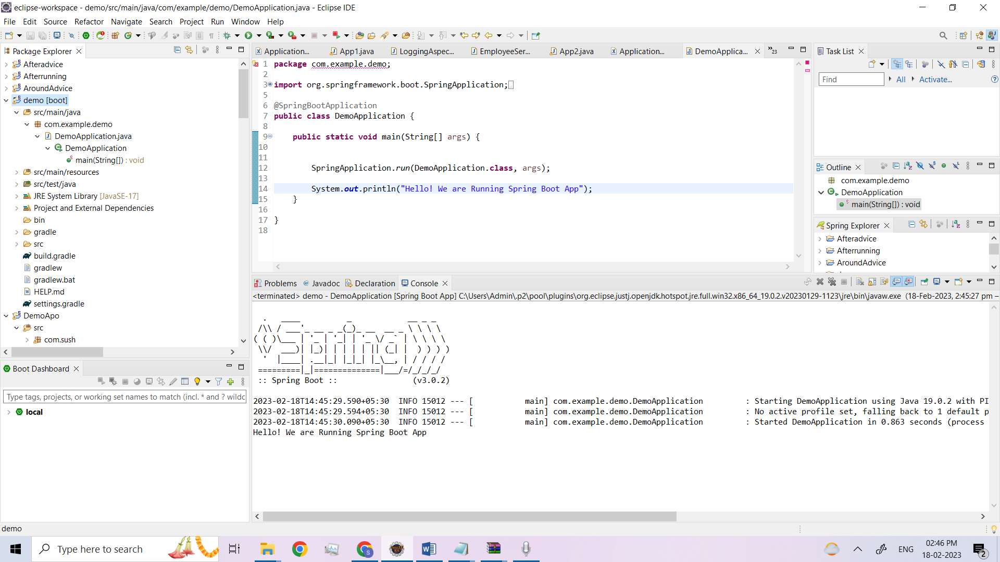 eclipse-workspace - demo/src/main/java/com/example/demo/DemoApplication.java - Eclipse IDE
File Edit Source Refactor Navigate Search Project Run Window Help
Package Explorer
Afteradvice
Afterrunning
AroundAdvice
demo [boot]
src/main/java
com.example.demo
DemoApplication.java
DemoApplication
main(String[]) : void
src/main/resources
src/test/java
JRE System Library [JavaSE-17]
Project and External Dependencies
bin
gradle
src
build.gradle
gradlew
gradlew.bat
HELP.md
settings.gradle
DemoApo
src
com.sush
Boot Dashboard
Type tags, projects, or working set names to match (incl. * and ? wildc
local
Application... App1.java LoggingAspec... EmployeeSer... App2.java Application... DemoApplica... »23
1 package com.example.demo;
2
3 import org.springframework.boot.SpringApplication;
5
6 @SpringBootApplication
7 public class DemoApplication {
8
9 public static void main(String[] args) {
10
11
12 SpringApplication.run(DemoApplication.class, args);
13
14 System.out.println("Hello! We are Running Spring Boot App");
15 }
16
17 }
18
Problems Javadoc Declaration Console
<terminated> demo - DemoApplication [Spring Boot App] C:\Users\Admin\.p2\pool\plugins\org.eclipse.justj.openjdk.hotspot.jre.full.win32.x86_64_19.0.2.v20230129-1123\jre\bin\javaw.exe (18-Feb-2023, 2:45:27 pm –
Spring
:: Spring Boot :: (v3.0.2)
2023-02-18T14:45:29.590+05:30 INFO 15012 --- [ main] com.example.demo.DemoApplication : Starting DemoApplication using Java 19.0.2 with PI
2023-02-18T14:45:29.594+05:30 INFO 15012 --- [ main] com.example.demo.DemoApplication : No active profile set, falling back to 1 default p
2023-02-18T14:45:30.090+05:30 INFO 15012 --- [ main] com.example.demo.DemoApplication : Started DemoApplication in 0.863 seconds (process
Hello! We are Running Spring Boot App
Task List
Find All Activate...
Outline
com.example.demo
DemoApplication
main(String[]) : void
Spring Explorer
Afteradvice
Afterrunning
AroundAdvice
demo
Type here to search
ENG
02:46 PM
18-02-2023
2